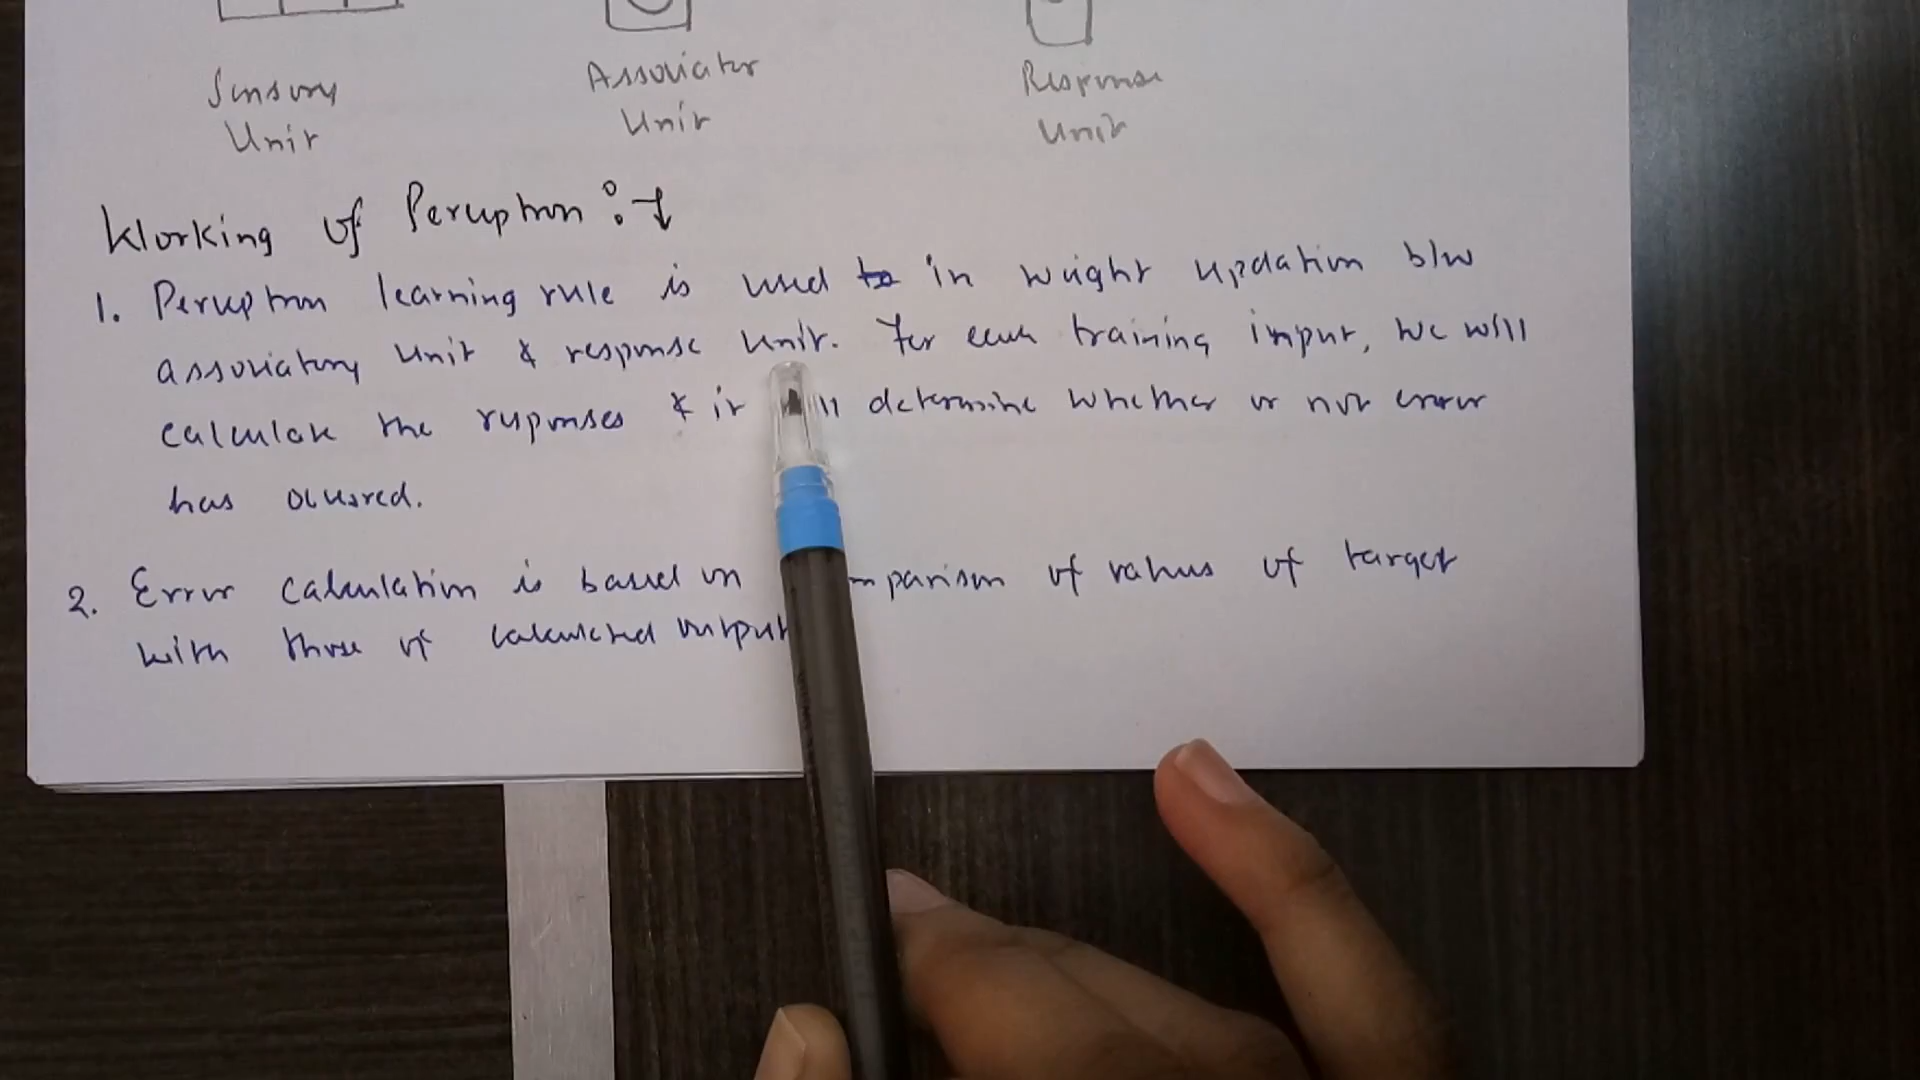 Sensory Associator Response
Unit Unit Unit
Working of Perceptron :-
1. Perceptron learning rule is used in weight updation b/w
associatory unit & response unit. For each training input, we will
calculate the responses & it determine whether or not error
has occured.
2. Error calculation is based on comparison of values of target
with those of calculated output